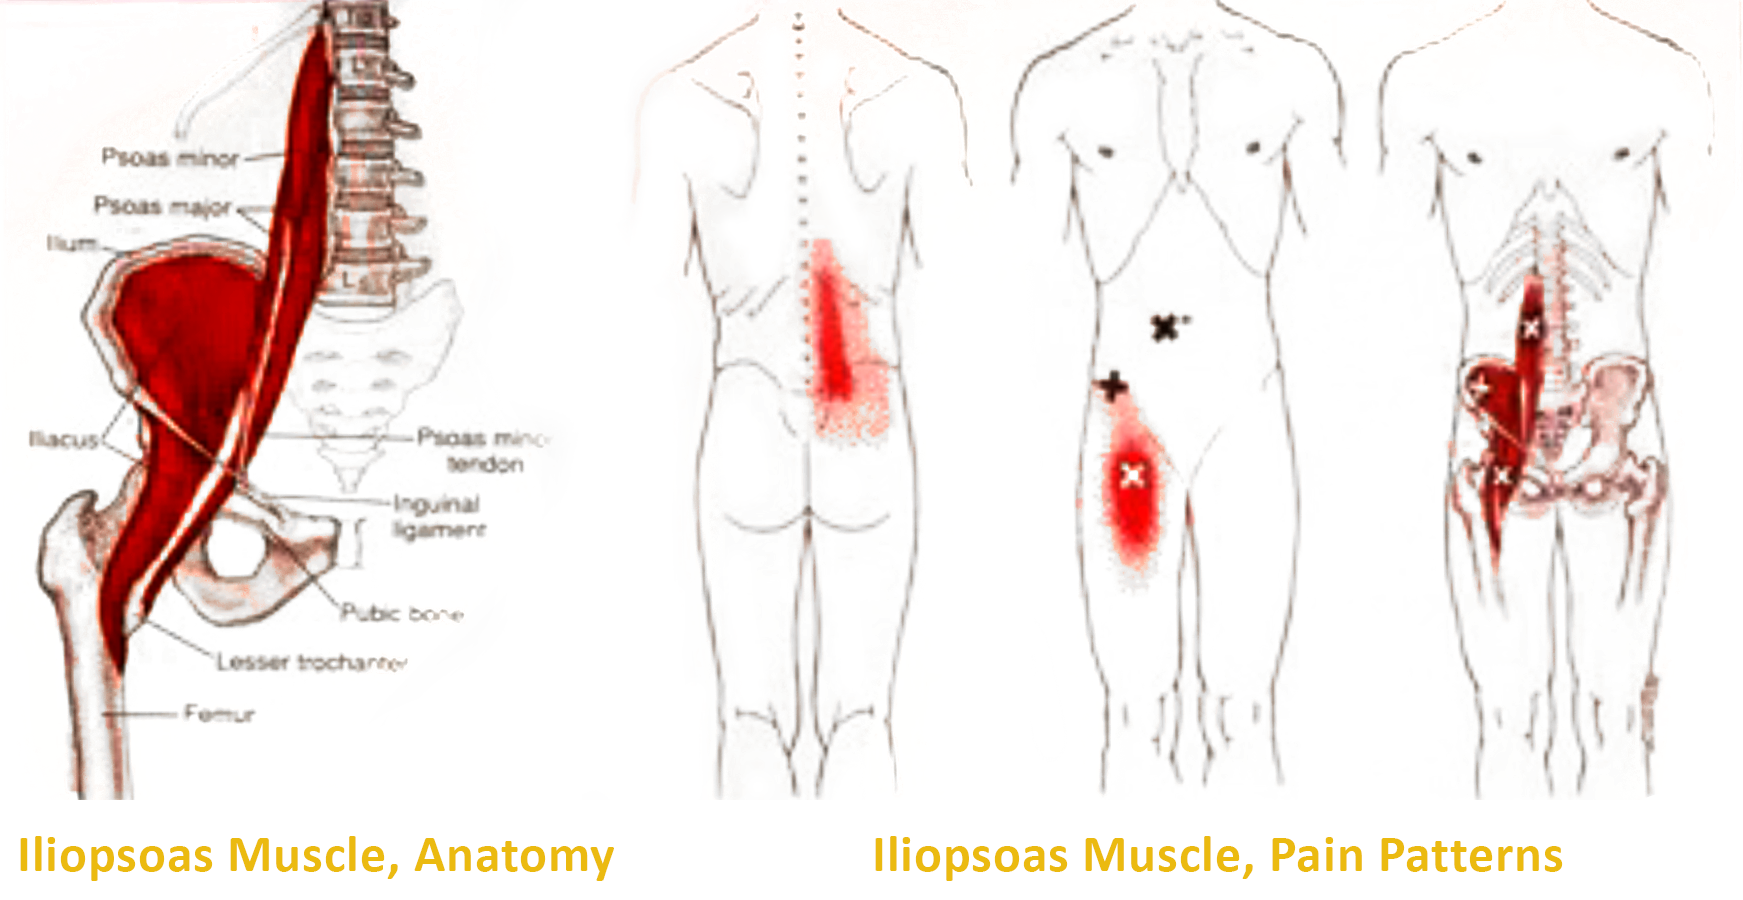 Psoas minor
Psoas major
Ilium
Iliacus
Psoas minor
tendon
Inguinal
ligament
Pubic bone
Lesser trochanter
Femur
Iliopsoas Muscle, Anatomy
Iliopsoas Muscle, Pain Patterns